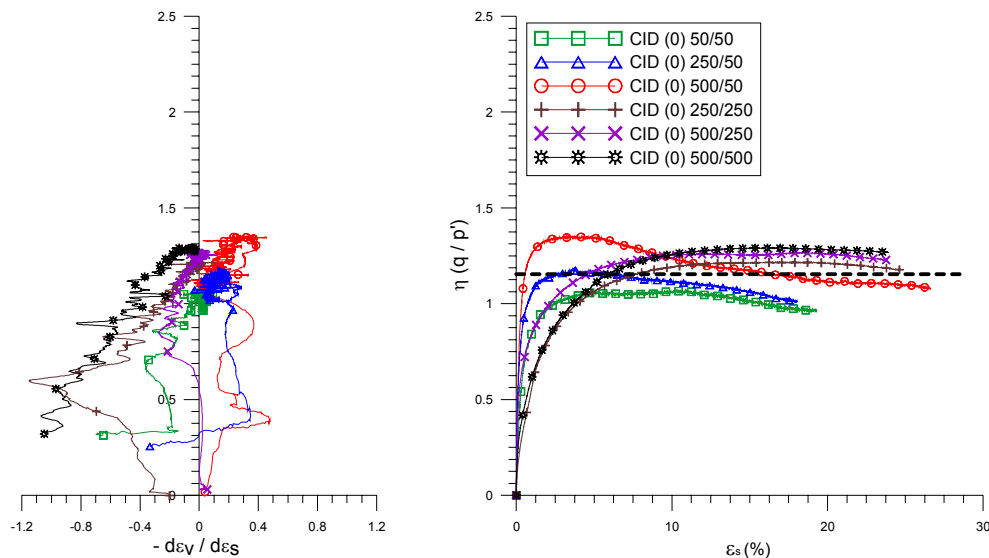 2.5
2
1.5
1
0.5
0
-1.2 -0.8 -0.4 0 0.4 0.8 1.2
- dεv / dεs
2.5
2
1.5
1
0.5
0
η (q / p')
0 10 20 30
εs (%)
CID (0) 50/50
CID (0) 250/50
CID (0) 500/50
CID (0) 250/250
CID (0) 500/250
CID (0) 500/500